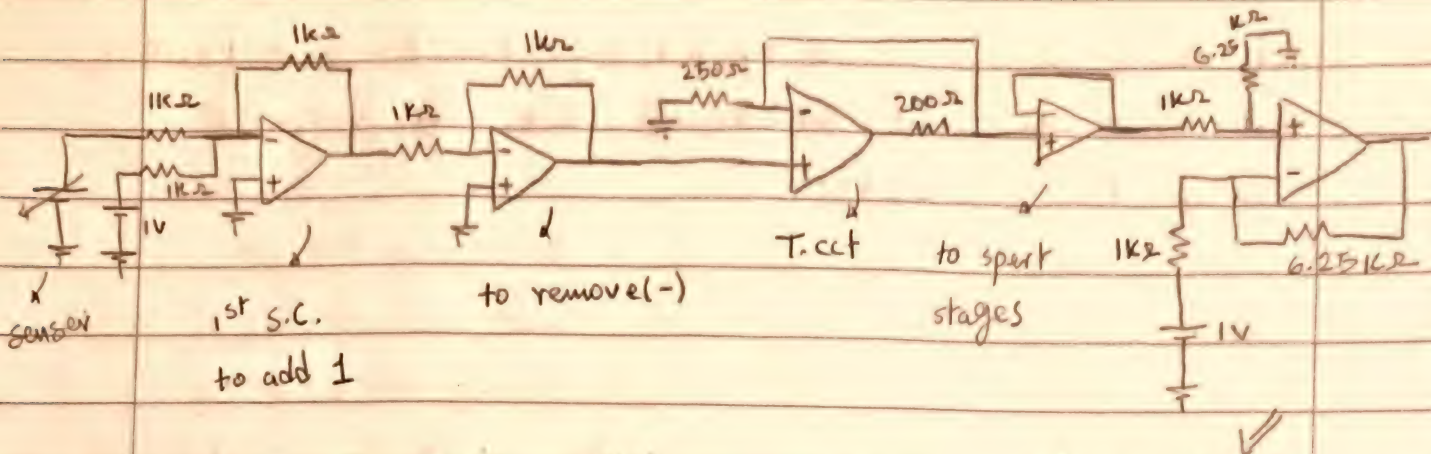 1kΩ
1kΩ
1kΩ
1V
-
+
sensor
1st S.C.
to add 1
1kΩ
1kΩ
-
+
to remove(-)
250Ω
-
+
200Ω
T.cct
-
+
to spert
stages
1kΩ
6.25
kΩ
+
-
1kΩ
1V
6.25kΩ